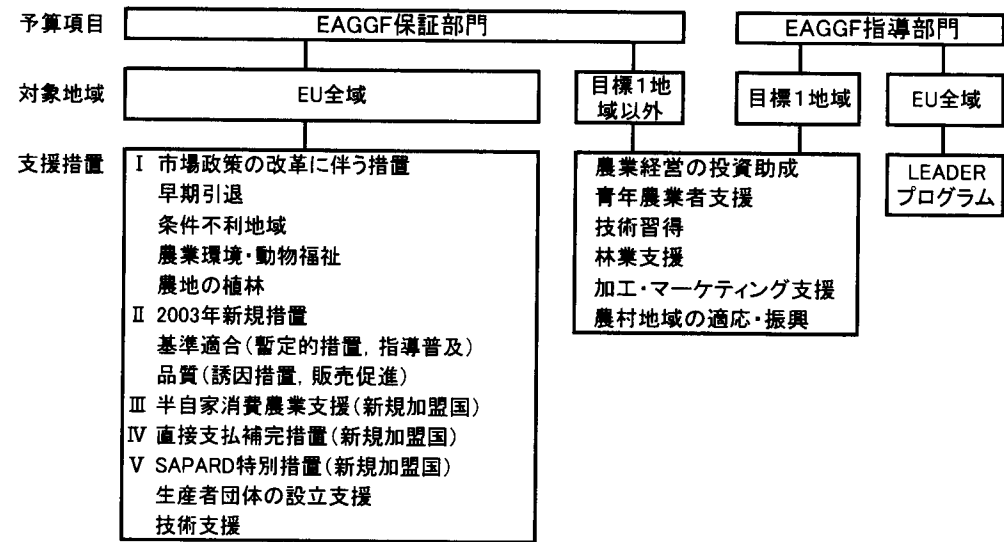 予算項目
EAGGF保証部門
EAGGF指導部門
対象地域
EU全域
目標1地
域以外
目標1地域
EU全域
支援措置
Ⅰ 市場政策の改革に伴う措置
早期引退
条件不利地域
農業環境・動物福祉
農地の植林
Ⅱ 2003年新規措置
基準適合(暫定的措置, 指導普及)
品質(誘因措置, 販売促進)
Ⅲ 半自家消費農業支援(新規加盟国)
Ⅳ 直接支払補完措置(新規加盟国)
Ⅴ SAPARD特別措置(新規加盟国)
生産者団体の設立支援
技術支援
農業経営の投資助成
青年農業者支援
技術習得
林業支援
加工・マーケティング支援
農村地域の適応・振興
LEADER
プログラム